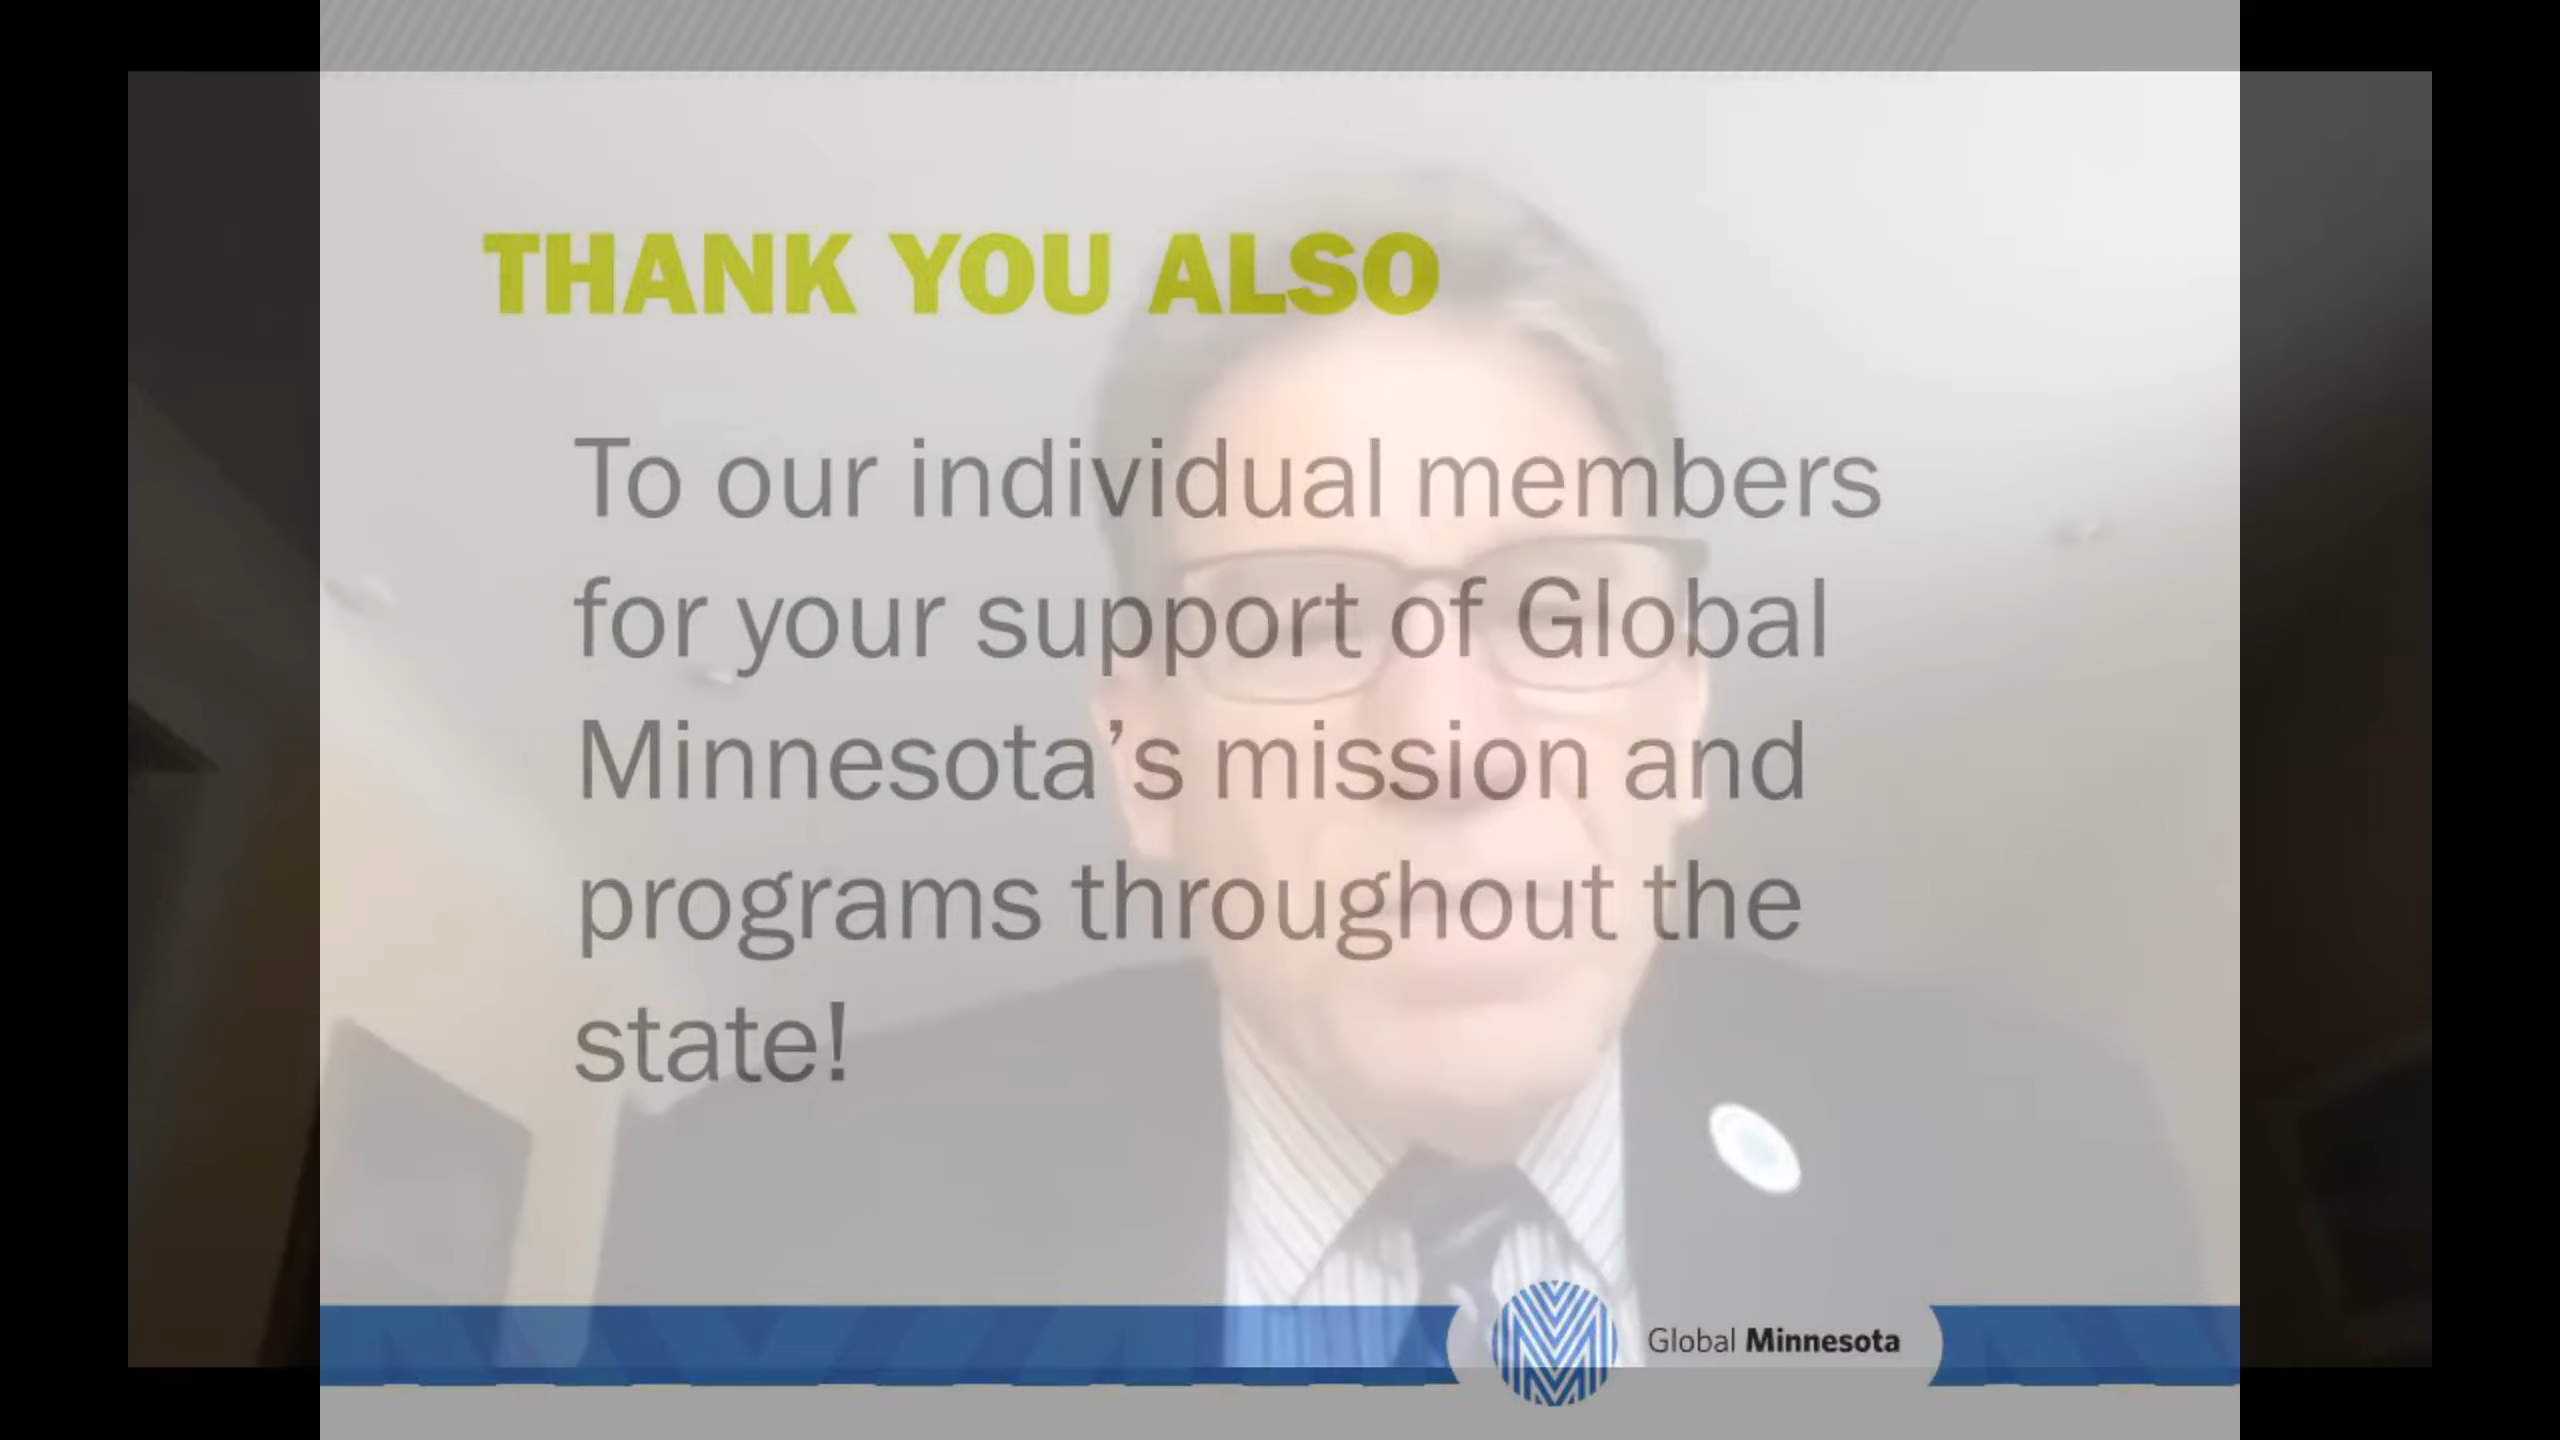 THANK YOU ALSO
To our individual members
for your support of Global
Minnesota’s mission and
programs throughout the
state!
Global Minnesota